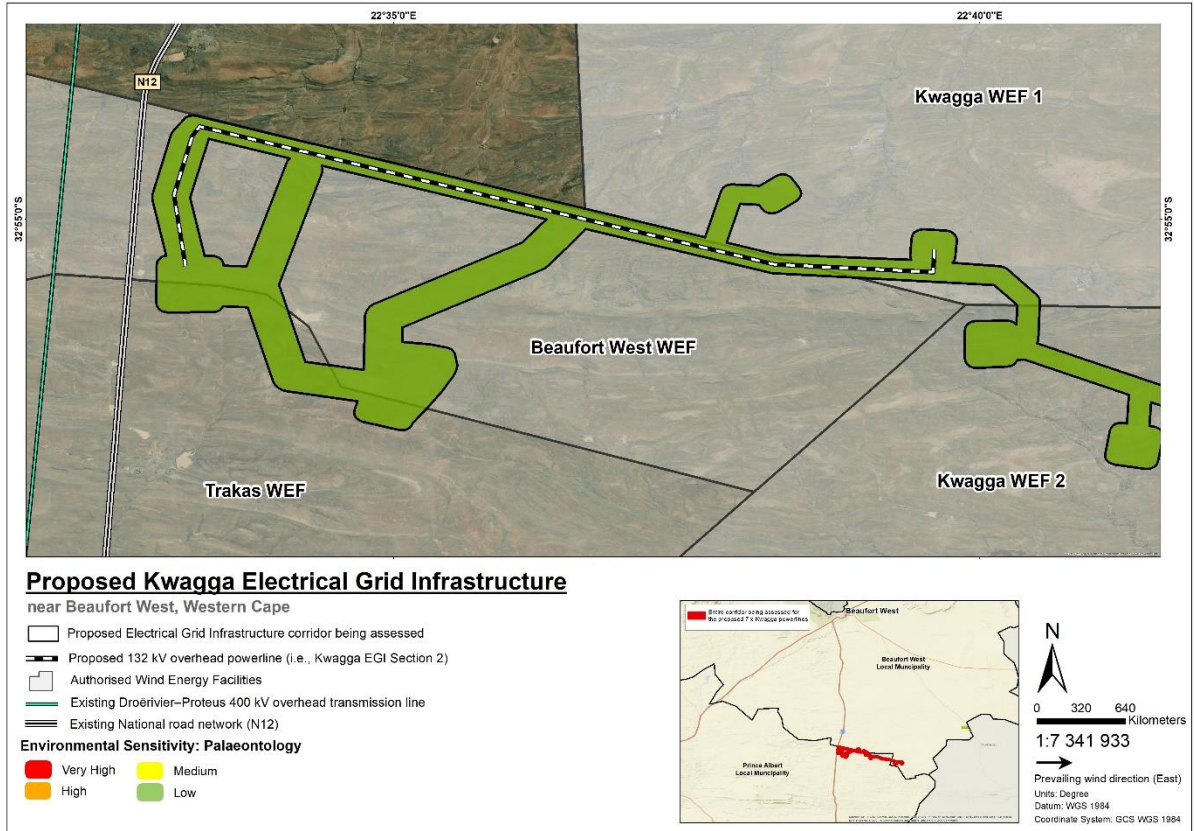 22°35'0"E
22°40'0"E
N12
Kwagga WEF 1
32°55'0"S
32°55'0"S
Beaufort West WEF
Trakas WEF
Kwagga WEF 2
Proposed Kwagga Electrical Grid Infrastructure
near Beaufort West, Western Cape
Proposed Electrical Grid Infrastructure corridor being assessed
Proposed 132 kV overhead powerline (i.e., Kwagga EGI Section 2)
Authorised Wind Energy Facilities
Existing Droërivier–Proteus 400 kV overhead transmission line
Existing National road network (N12)
Environmental Sensitivity: Palaeontology
Very High
Medium
High
Low
Entire corridor being assessed for
the proposed 7 x Kwagga powerlines
Beaufort West
Beaufort West
Local Muncipality
Prince Albert
Local Muncipality
N
0 320 640
Kilometers
1:7 341 933
Prevailing wind direction (East)
Units: Degree
Datum: WGS 1984
Coordinate System: GCS WGS 1984